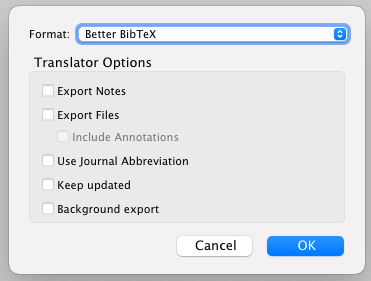 Format: Better BibTeX
Translator Options
Export Notes
Export Files
Include Annotations
Use Journal Abbreviation
Keep updated
Background export
Cancel OK